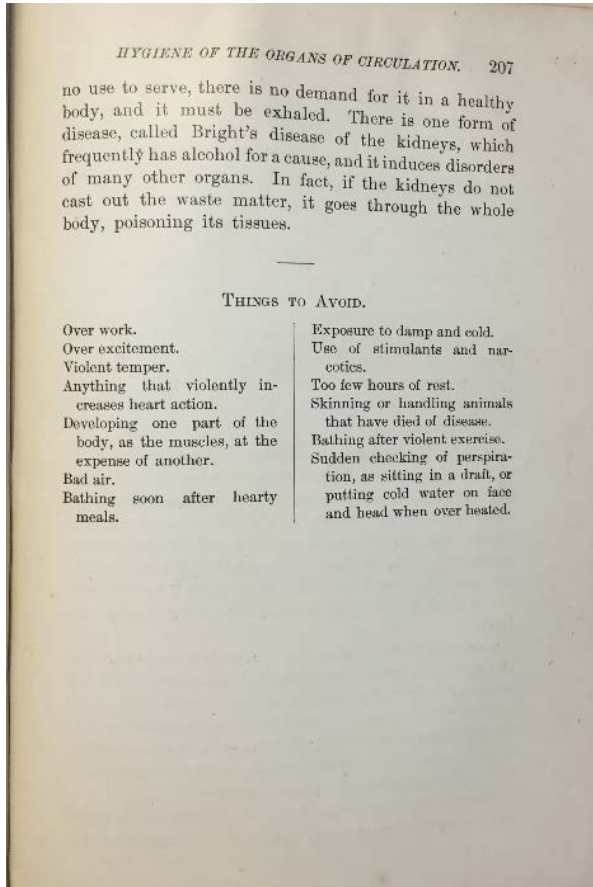 HYGIENE OF THE ORGANS OF CIRCULATION. 207
no use to serve, there is no demand for it in a healthy
body, and it must be exhaled. There is one form of
disease, called Bright's disease of the kidneys, which
frequently has alcohol for a cause, and it induces disorders
of many other organs. In fact, if the kidneys do not
cast out the waste matter, it goes through the whole
body, poisoning its tissues.
THINGS TO AVOID.
Over work.
Over excitement.
Violent temper.
Anything that violently in-
creases heart action.
Developing one part of the
body, as the muscles, at the
expense of another.
Bad air.
Bathing soon after hearty
meals.
Exposure to damp and cold.
Use of stimulants and nar-
cotics.
Too few hours of rest.
Skinning or handling animals
that have died of disease.
Bathing after violent exercise.
Sudden checking of perspira-
tion, as sitting in a draft, or
putting cold water on face
and head when over heated.